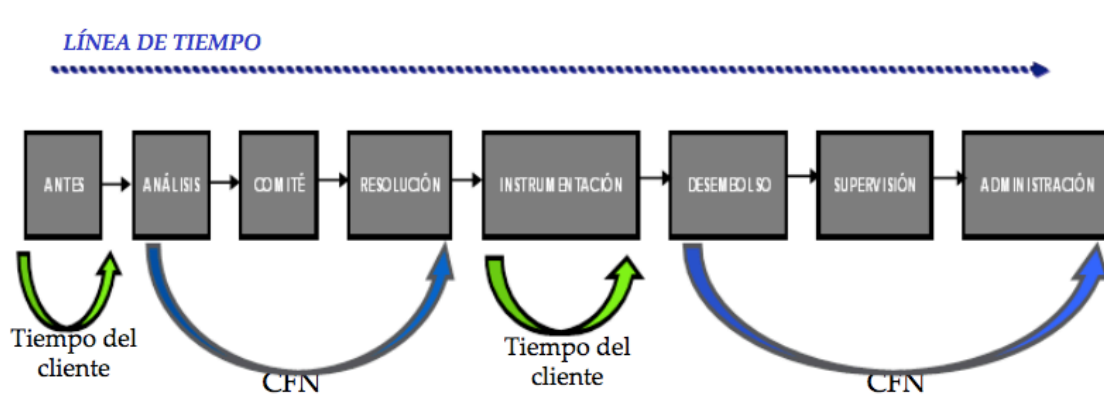 LÍNEA DE TIEMPO
ANTES
ANÁLISIS
COMITÉ
RESOLUCIÓN
INSTRUMENTACIÓN
DESEMBOLSO
SUPERVISIÓN
ADMINISTRACIÓN
Tiempo del
cliente
CFN
Tiempo del
cliente
CFN